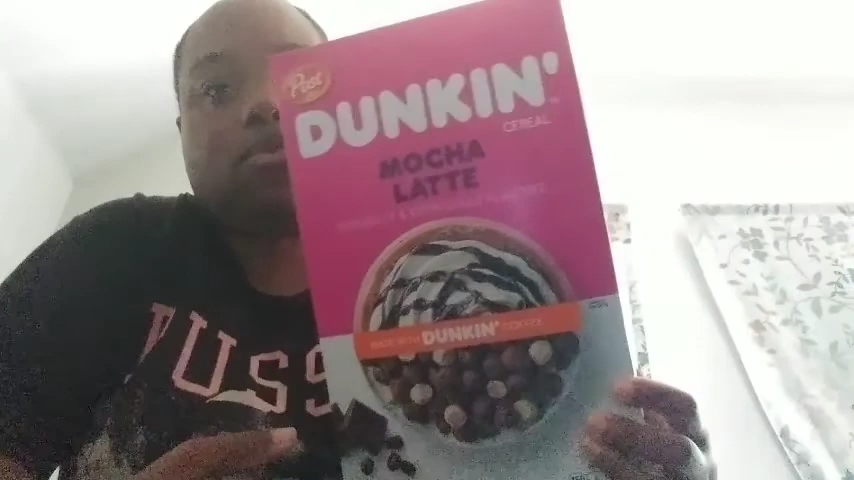 Post
DUNKIN'
CEREAL
MOCHA
LATTE
MADE WITH DUNKIN' COFFEE
USS